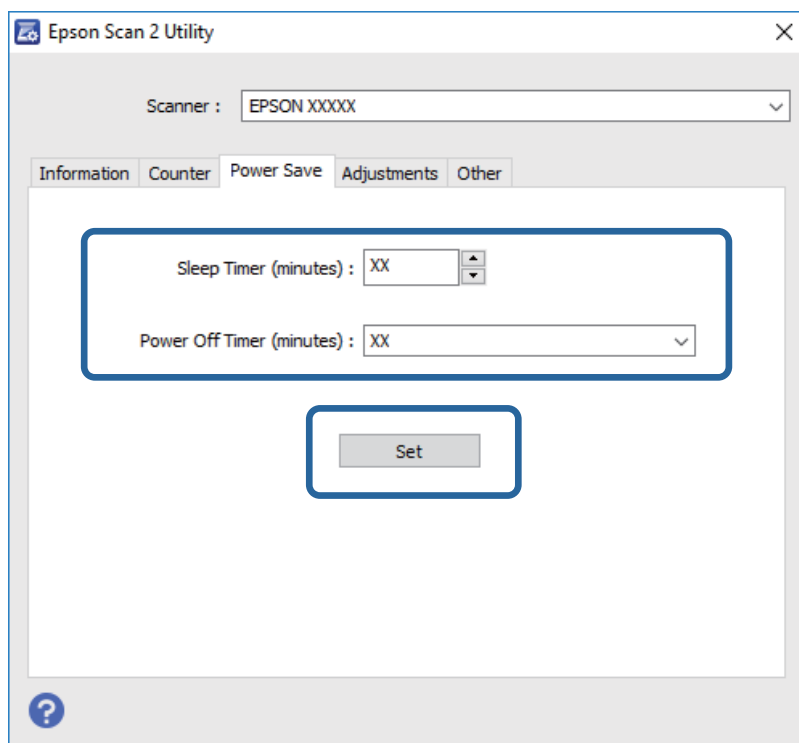 Epson Scan 2 Utility
Scanner : EPSON XXXXX
Information Counter Power Save Adjustments Other
Sleep Timer (minutes) : XX
Power Off Timer (minutes) : XX
Set
?